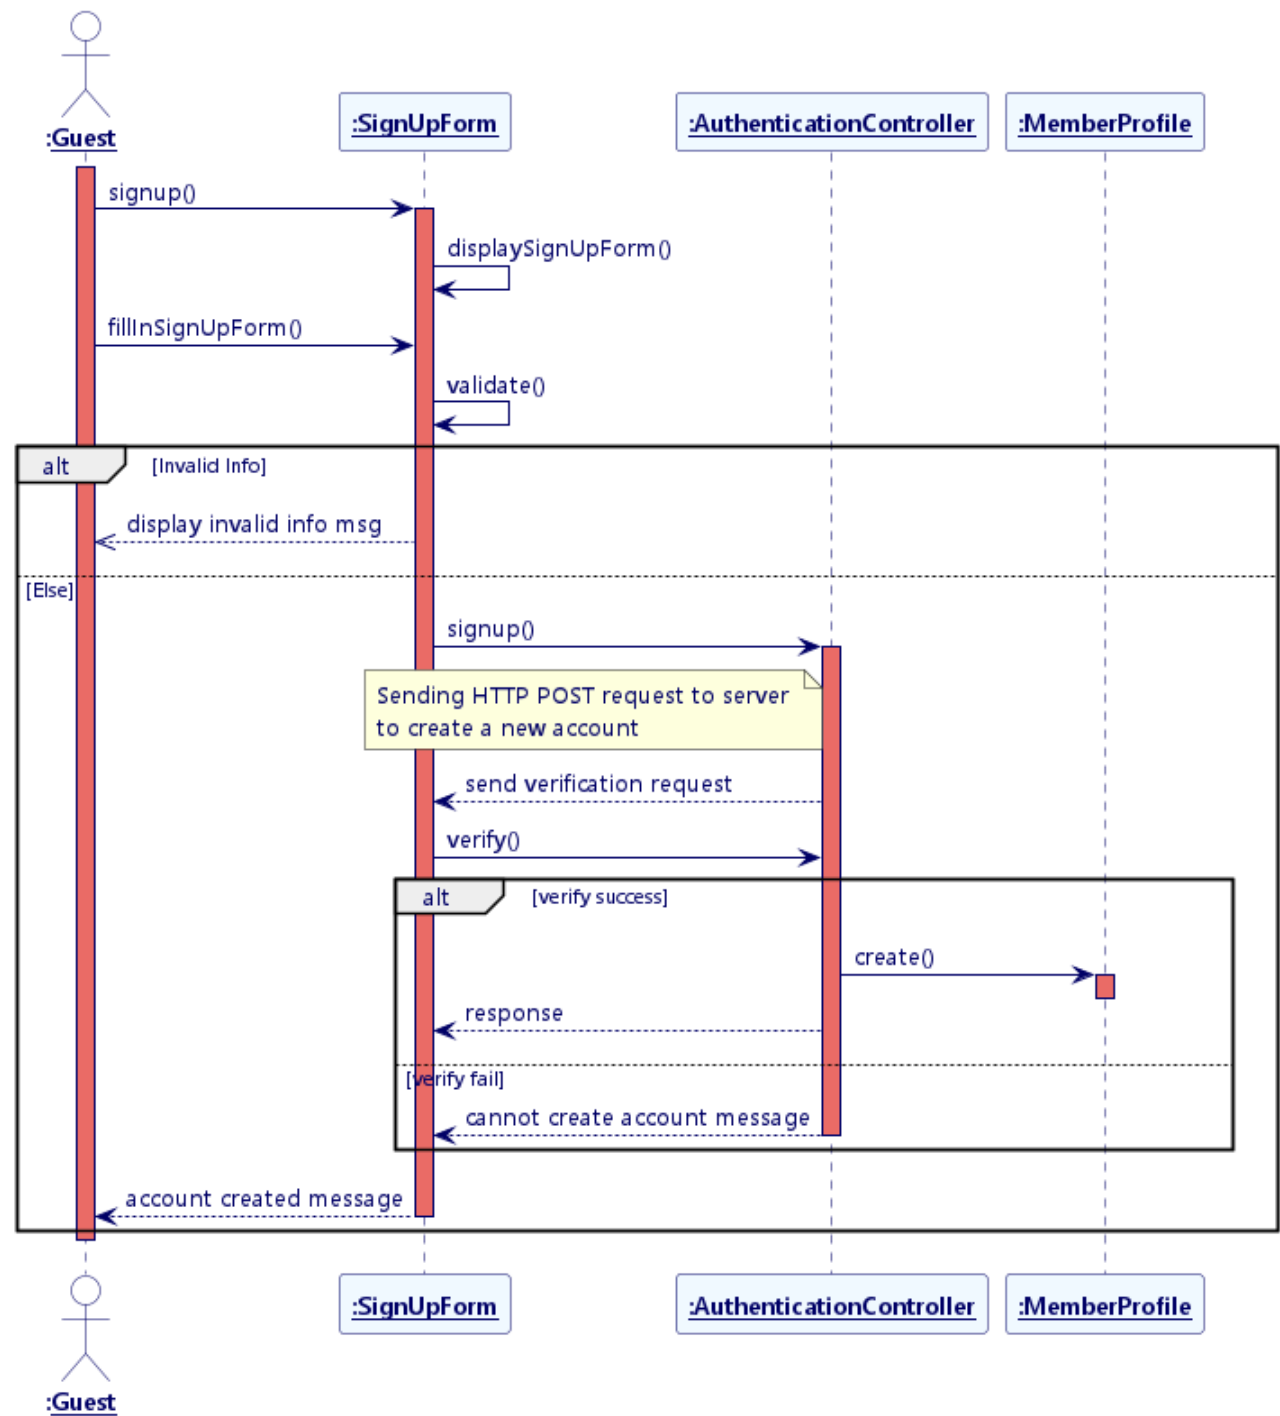 :Guest
:SignUpForm
:AuthenticationController
:MemberProfile
signup()
displaySignUpForm()
fillInSignUpForm()
validate()
alt
[Invalid Info]
display invalid info msg
[Else]
signup()
Sending HTTP POST request to server
to create a new account
send verification request
verify()
alt
[verify success]
create()
response
[verify fail]
cannot create account message
account created message
:SignUpForm
:AuthenticationController
:MemberProfile
:Guest